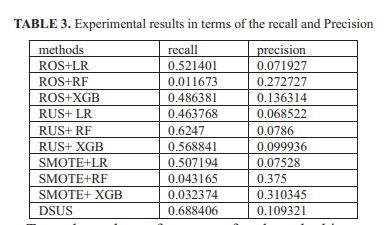 TABLE 3. Experimental results in terms of the recall and Precision
methods recall precision
ROS+LR 0.521401 0.071927
ROS+RF 0.011673 0.272727
ROS+XGB 0.486381 0.136314
RUS+ LR 0.463768 0.068522
RUS+ RF 0.6247 0.0786
RUS+ XGB 0.568841 0.099936
SMOTE+LR 0.507194 0.07528
SMOTE+RF 0.043165 0.375
SMOTE+ XGB 0.032374 0.310345
DSUS 0.688406 0.109321